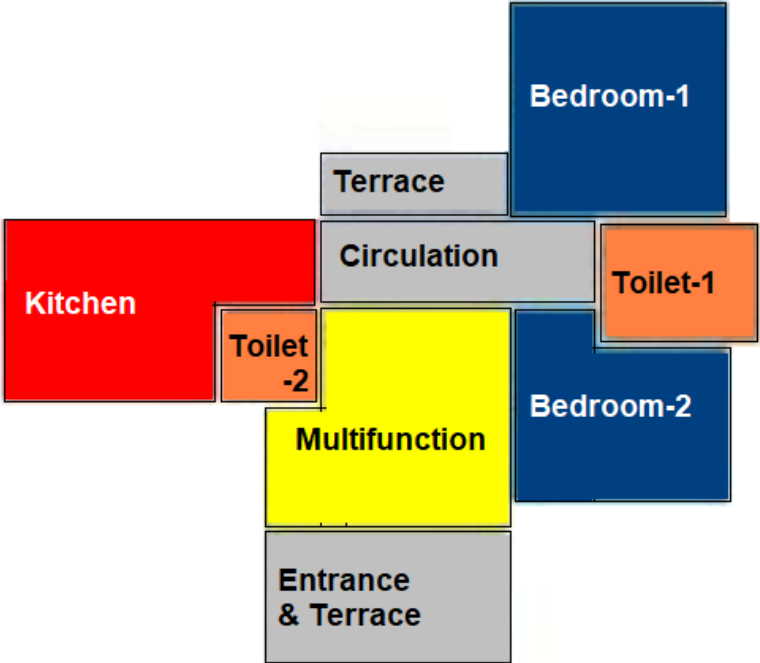 Bedroom-1
Terrace
Circulation
Toilet-1
Kitchen
Toilet
-2
Bedroom-2
Multifunction
Entrance
& Terrace